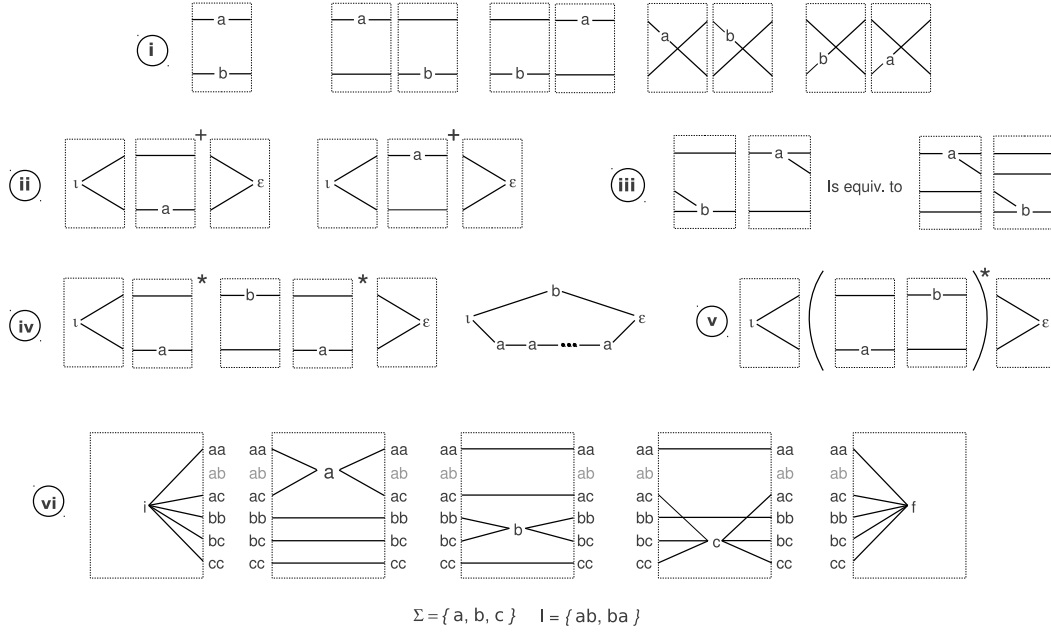 i a b a b b a a b b a
ii ι a + ε ι a + ε
iii b a Is equiv. to a b
iv ι a * b a * ε ι b a a ... a ε v ι ( a b ) * ε
aa aa aa aa aa aa aa aa
ab ab ab ab ab ab ab ab
ac ac ac ac ac ac ac ac
vi i bb bb a bb bb b bb bb c bb bb f
bc bc bc bc bc bc bc bc
cc cc cc cc cc cc cc cc
Σ = { a, b, c } I = { ab, ba }